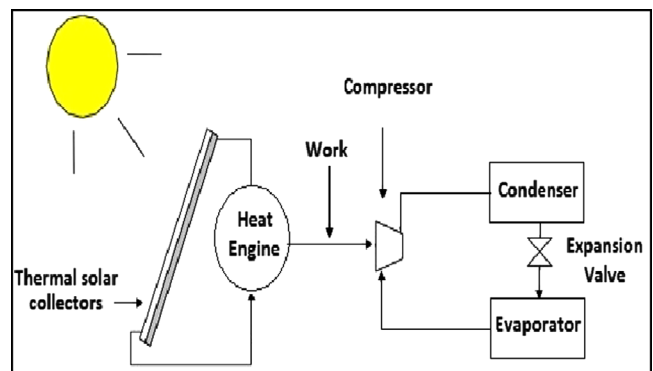 Compressor
Work
Condenser
Heat
Engine
Expansion
Valve
Thermal solar
collectors
Evaporator